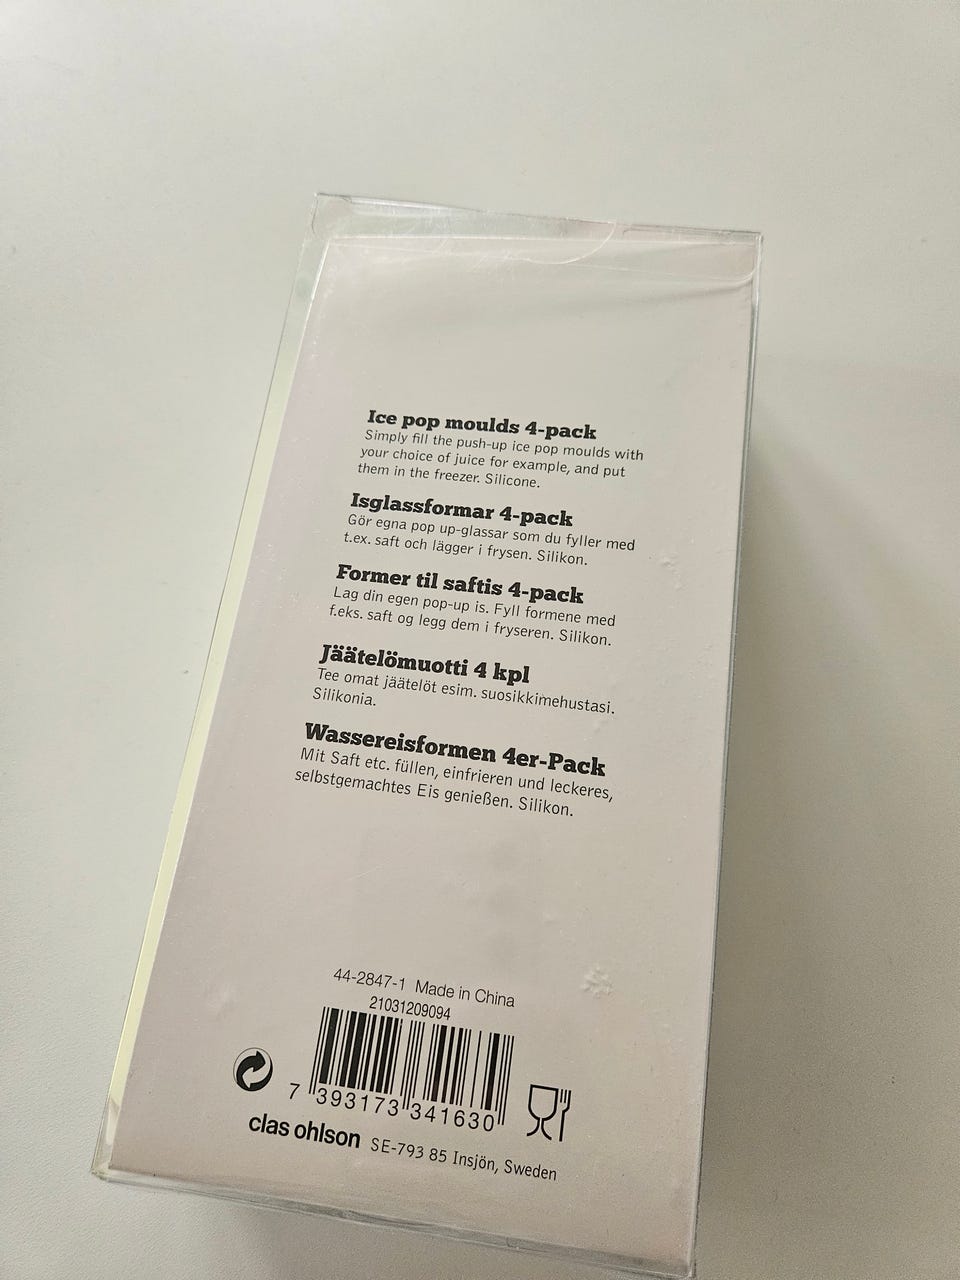 Ice pop moulds 4-pack
Simply fill the push-up ice pop moulds with
your choice of juice for example, and put
them in the freezer. Silicone.
Isglassformar 4-pack
Gör egna pop up-glassar som du fyller med
t.ex. saft och lägger i frysen. Silikon.
Former til saftis 4-pack
Lag din egen pop-up is. Fyll formene med
f.eks. saft og legg dem i fryseren. Silikon.
Jäätelömuotti 4 kpl
Tee omat jäätelöt esim. suosikkimehustasi.
Silikonia.
Wassereisformen 4er-Pack
Mit Saft etc. füllen, einfrieren und leckeres,
selbstgemachtes Eis genießen. Silikon.
44-2847-1 Made in China
21031209094
7 393173 341630
clas ohlson SE-793 85 Insjön, Sweden